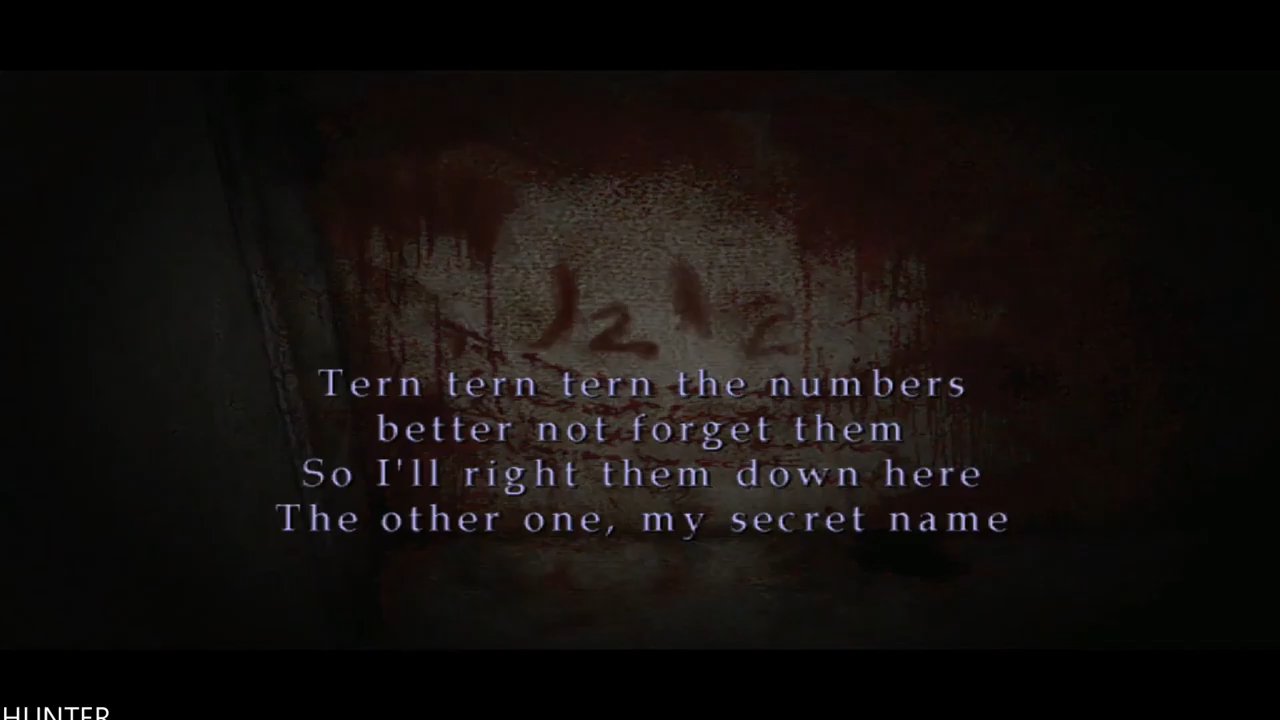 1212
Tern tern tern the numbers
better not forget them
So I'll right them down here
The other one, my secret name
HUNTER